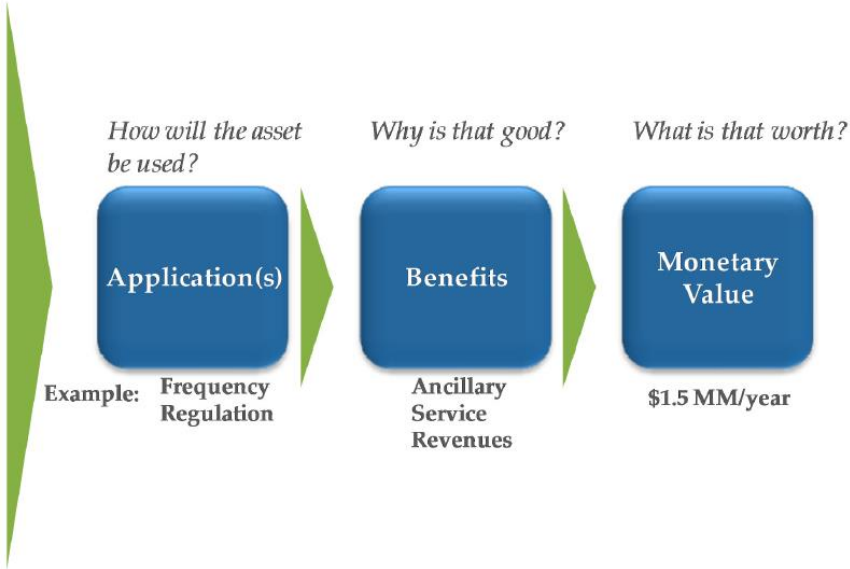 How will the asset
be used?
Why is that good?
What is that worth?
Application(s)
Benefits
Monetary
Value
Example:
Frequency
Regulation
Ancillary
Service
Revenues
$1.5 MM/year